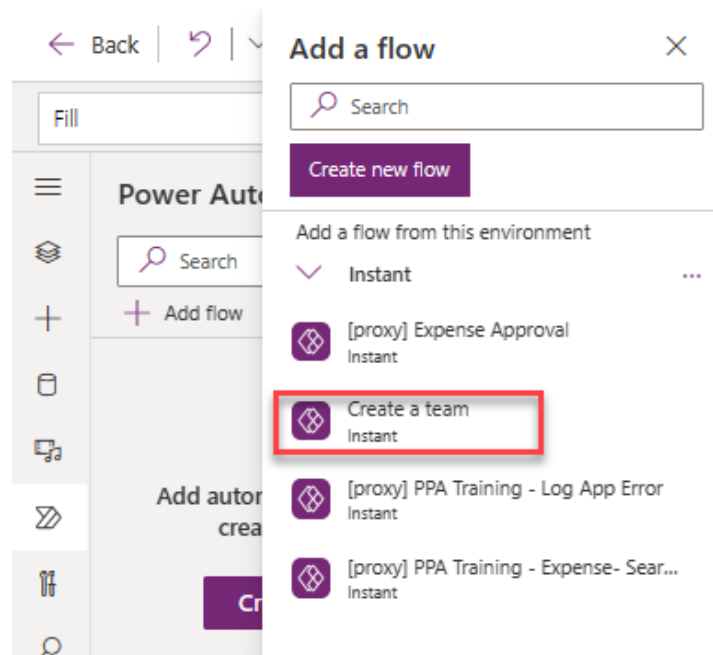 Back
Fill
Power Auto
Search
Add flow
Add autor
crea
Cr
Add a flow
Search
Create new flow
Add a flow from this environment
Instant
...
[proxy] Expense Approval
Instant
Create a team
Instant
[proxy] PPA Training - Log App Error
Instant
[proxy] PPA Training - Expense- Sear...
Instant